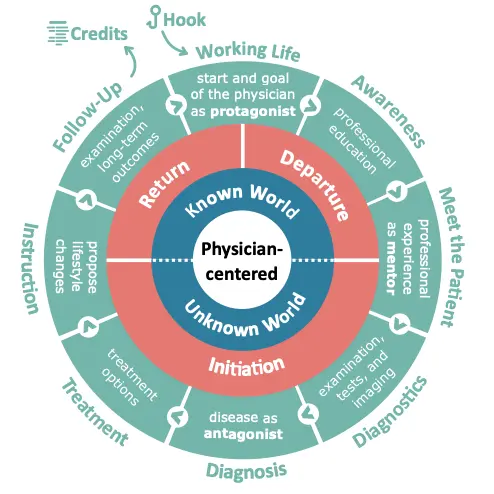 Hook
Credits
Working Life
start and goal
of the physician
as protagonist
Awareness
professional
education
Meet the Patient
professional
experience
as mentor
Diagnostics
examination,
tests, and
imaging
Diagnosis
disease as
antagonist
Treatment
treatment
options
Instruction
propose
lifestyle
changes
Follow-Up
examination,
long-term
outcomes
Return
Departure
Initiation
Known World
Physician-
centered
Unknown World